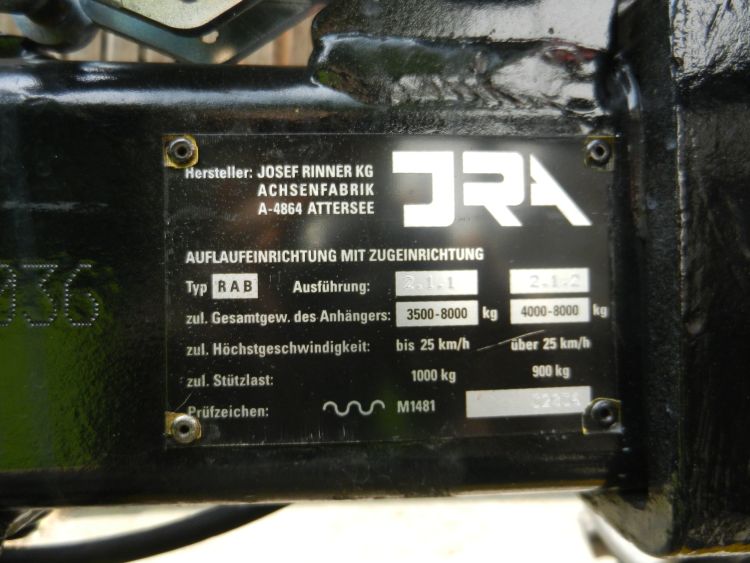 Hersteller: JOSEF RINNER KG
ACHSENFABRIK
A-4864 ATTERSEE
JRA
AUFLAUFEINRICHTUNG MIT ZUGEINRICHTUNG
Typ RAB Ausführung: 2.1.1 2.1.2
zul. Gesamtgew. des Anhängers: 3500-8000 kg 4000-8000 kg
zul. Höchstgeschwindigkeit: bis 25 km/h über 25 km/h
zul. Stützlast: 1000 kg 900 kg
Prüfzeichen: M1481
936